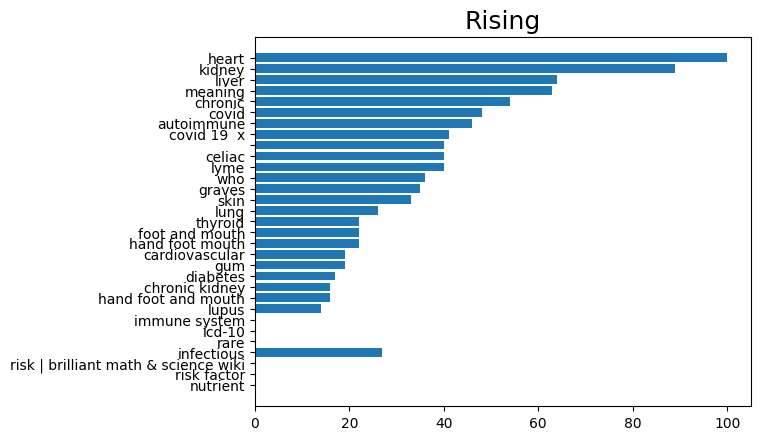 Rising
heart
kidney
liver
meaning
chronic
covid
autoimmune
covid 19  x
celiac
lyme
who
graves
skin
lung
thyroid
foot and mouth
hand foot mouth
cardiovascular
gum
diabetes
chronic kidney
hand foot and mouth
lupus
immune system
Icd-10
rare
infectious
risk | brilliant math & science wiki
risk factor
nutrient
0 20 40 60 80 100